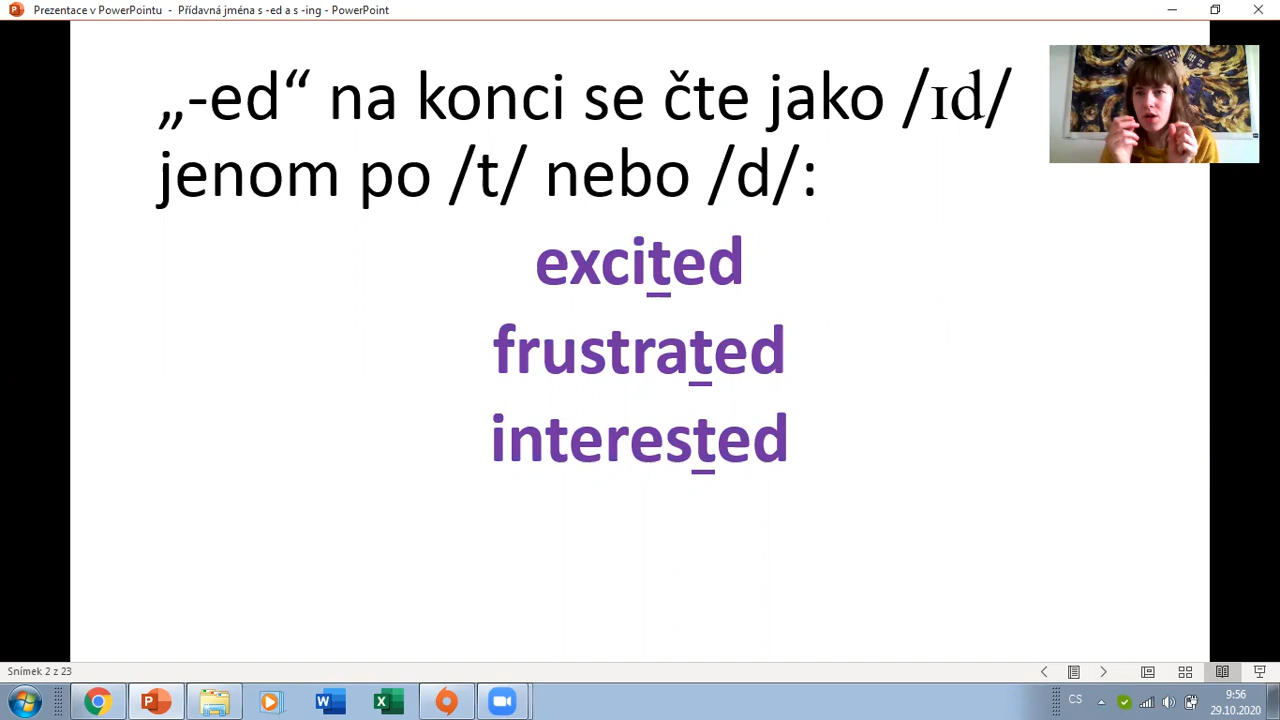 Prezentace v PowerPointu - Přídavná jména s -ed a s -ing - PowerPoint
„-ed“ na konci se čte jako /ɪd/
jenom po /t/ nebo /d/:
excited
frustrated
interested
Snímek 2 z 23
CS
9:56
29.10.2020